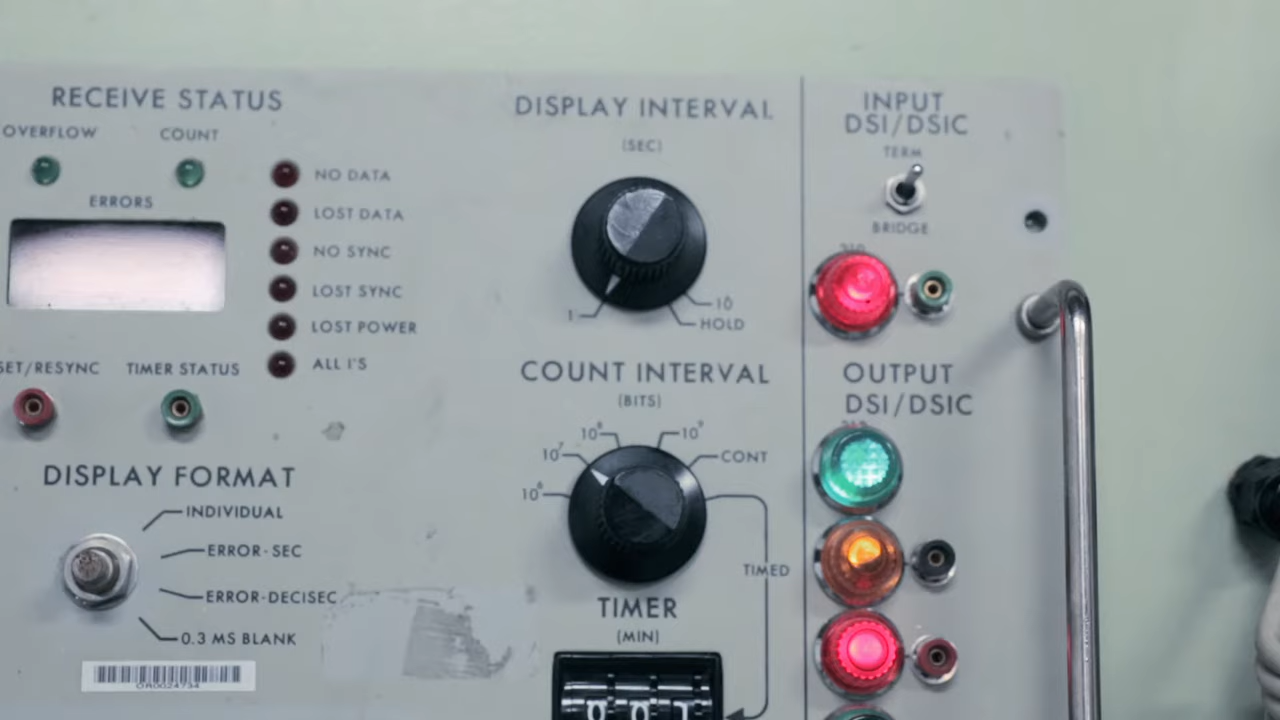 RECEIVE STATUS
OVERFLOW
COUNT
ERRORS
NO DATA
LOST DATA
NO SYNC
LOST SYNC
LOST POWER
ALL 1'S
SET/RESYNC
TIMER STATUS
DISPLAY FORMAT
INDIVIDUAL
ERROR-SEC
ERROR-DECISEC
0.3 MS BLANK
DISPLAY INTERVAL
(SEC)
1
10
HOLD
COUNT INTERVAL
(BITS)
10⁶
10⁷
10⁸
10⁹
CONT
TIMED
TIMER
(MIN)
0 0 1
INPUT
DSI/DSIC
TERM
BRIDGE
OUTPUT
DSI/DSIC